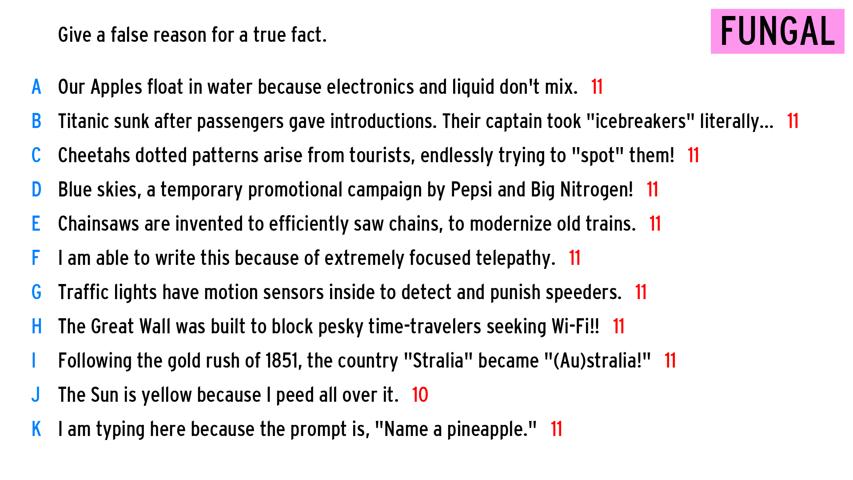 Give a false reason for a true fact.
FUNGAL
A Our Apples float in water because electronics and liquid don't mix. 11
B Titanic sunk after passengers gave introductions. Their captain took "icebreakers" literally... 11
C Cheetahs dotted patterns arise from tourists, endlessly trying to "spot" them! 11
D Blue skies, a temporary promotional campaign by Pepsi and Big Nitrogen! 11
E Chainsaws are invented to efficiently saw chains, to modernize old trains. 11
F I am able to write this because of extremely focused telepathy. 11
G Traffic lights have motion sensors inside to detect and punish speeders. 11
H The Great Wall was built to block pesky time-travelers seeking Wi-Fi!! 11
I Following the gold rush of 1851, the country "Stralia" became "(Au)stralia!" 11
J The Sun is yellow because I peed all over it. 10
K I am typing here because the prompt is, "Name a pineapple." 11